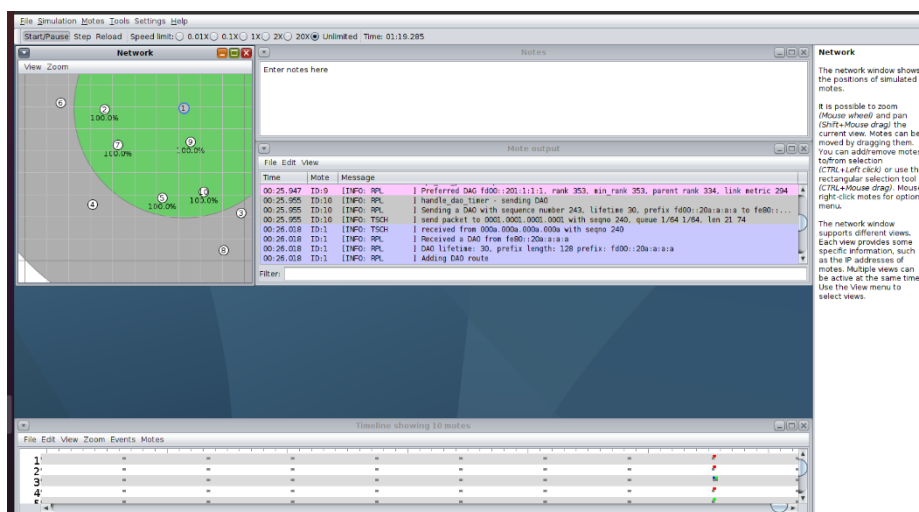 File Simulation Motes Tools Settings Help
Start/Pause Step Reload Speed limit: 0.01X 0.1X 1X 2X 20X Unlimited Time: 01:19.285
Network
View Zoom
6
2
100.0%
1
7
100.0%
9
100.0%
4
5
100.0%
10
100.0%
3
8
Notes
Enter notes here
Mote output
File Edit View
Time Mote Message
00:25.947 ID:9 [INFO: RPL ] Preferred DAG fd00::201:1:1:1, rank 353, min_rank 353, parent rank 334, link metric 294
00:25.955 ID:10 [INFO: RPL ] handle_dao_timer - sending DAO
00:25.955 ID:10 [INFO: RPL ] Sending a DAO with sequence number 243, lifetime 30, prefix fd00::20a:a:a:a to fe80::...
00:25.955 ID:10 [INFO: TSCH ] send packet to 0001.0001.0001.0001 with seqno 240, queue 1/64 1/64, len 21 74
00:26.018 ID:1 [INFO: TSCH ] received from 000a.000a.000a.000a with seqno 240
00:26.018 ID:1 [INFO: RPL ] Received a DAO from fe80::20a:a:a:a
00:26.018 ID:1 [INFO: RPL ] DAO lifetime: 30, prefix length: 128 prefix: fd00::20a:a:a:a
00:26.018 ID:1 [INFO: RPL ] Adding DAO route
Filter:
Network
The network window shows
the positions of simulated
motes.
It is possible to zoom
(Mouse wheel) and pan
(Shift+Mouse drag) the
current view. Motes can be
moved by dragging them.
You can add/remove motes
to/from selection
(CTRL+Left click) or use the
rectangular selection tool
(CTRL+Mouse drag). Mouse
right-click motes for option
menu.
The network window
supports different views.
Each view provides some
specific information, such
as the IP addresses of
motes. Multiple views can
be active at the same time
Use the View menu to
select views.
Timeline showing 10 motes
File Edit View Zoom Events Motes
1
2
3
4